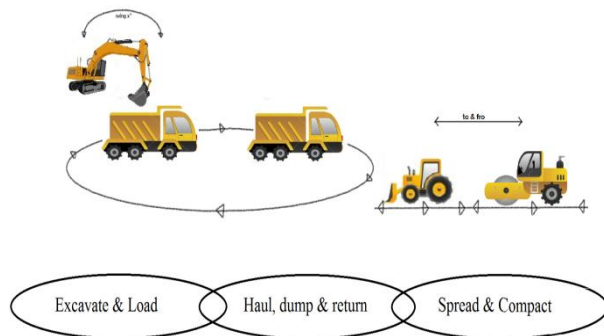 swing x°
to & fro
Excavate & Load
Haul, dump & return
Spread & Compact